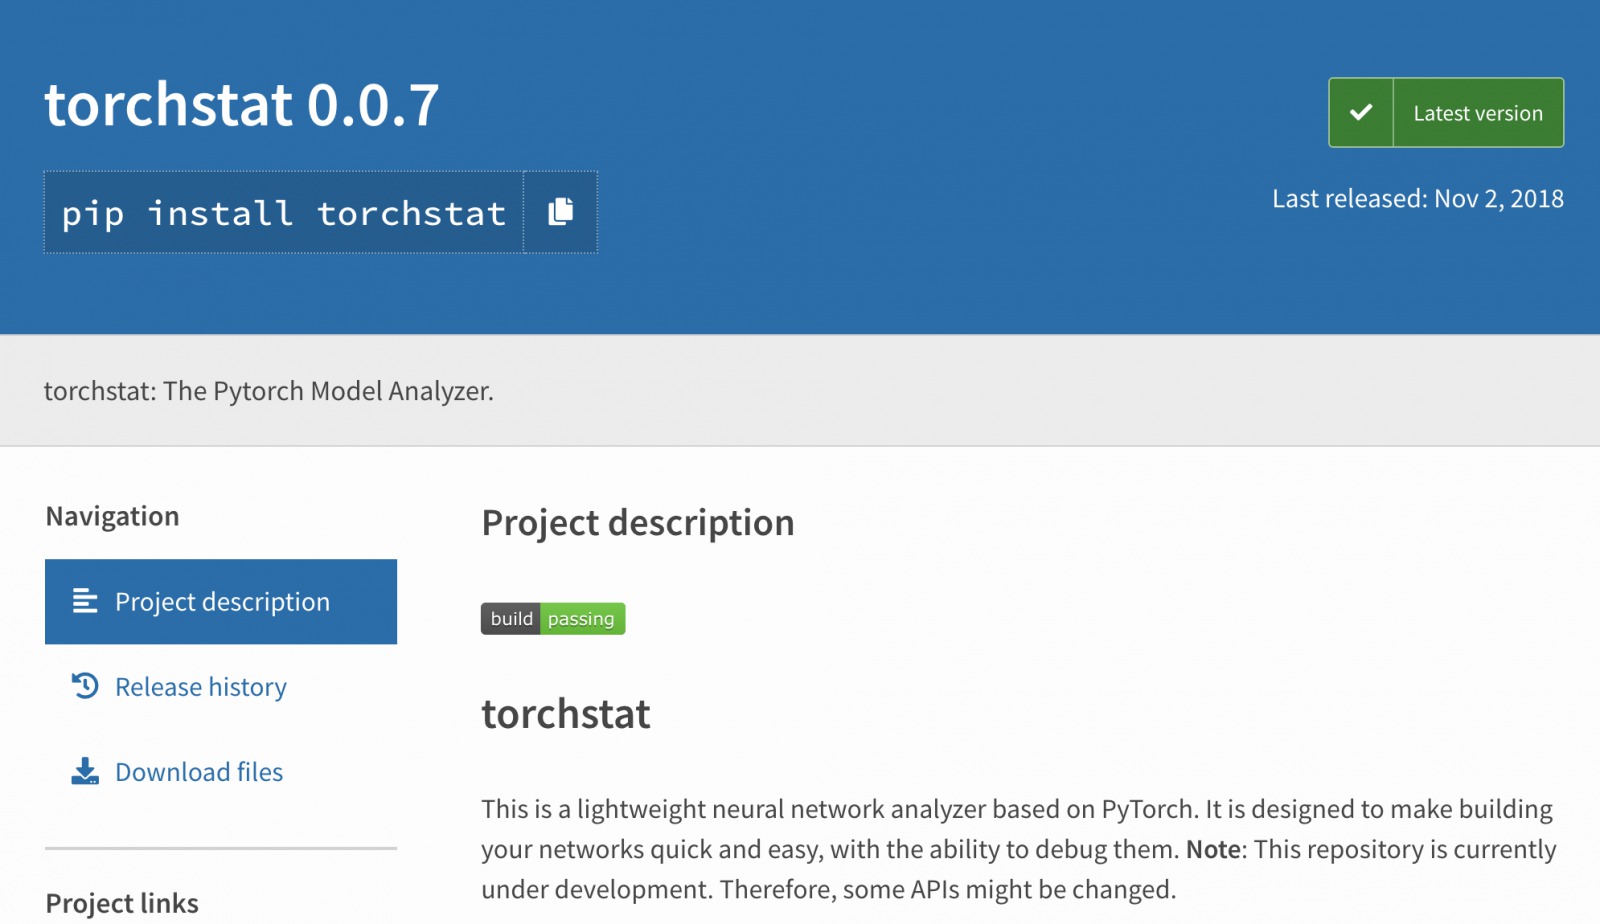 torchstat 0.0.7
Latest version
pip install torchstat
Last released: Nov 2, 2018
torchstat: The Pytorch Model Analyzer.
Navigation
Project description
Release history
Download files
Project links
Project description
build passing
torchstat
This is a lightweight neural network analyzer based on PyTorch. It is designed to make building
your networks quick and easy, with the ability to debug them. Note: This repository is currently
under development. Therefore, some APIs might be changed.